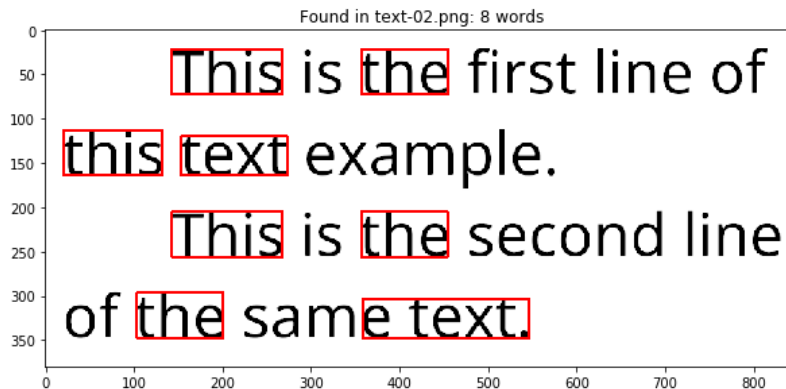 Found in text-02.png: 8 words
0
50
100
150
200
250
300
350
This is the first line of
this text example.
This is the second line
of the same text.
0 100 200 300 400 500 600 700 800